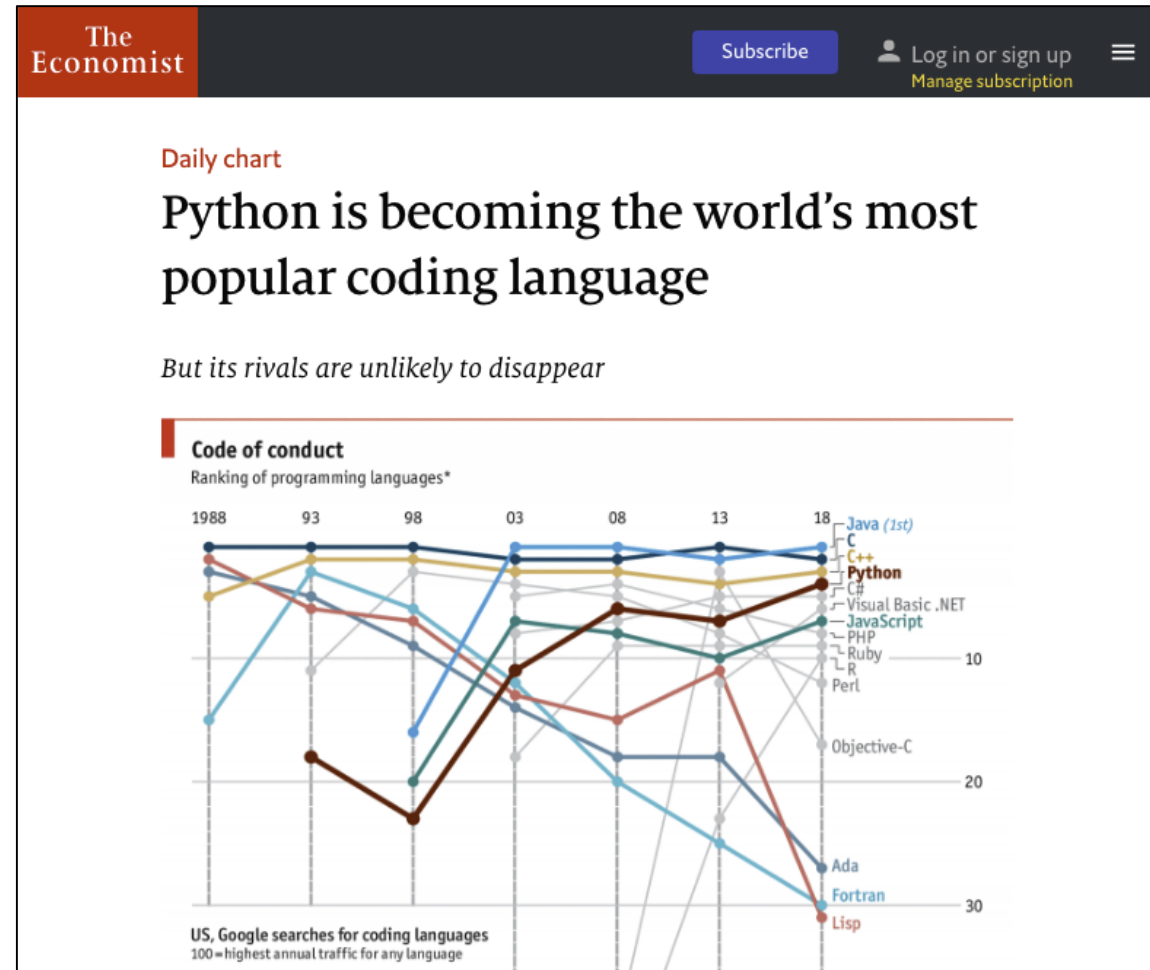 The
Economist
Subscribe
Log in or sign up
Manage subscription
Daily chart
Python is becoming the world’s most
popular coding language
But its rivals are unlikely to disappear
Code of conduct
Ranking of programming languages*
1988 93 98 03 08 13 18
Java (1st)
C
C++
Python
C#
Visual Basic .NET
JavaScript
PHP
Ruby
10
R
Perl
Objective-C
20
Ada
Fortran
30
Lisp
US, Google searches for coding languages
100=highest annual traffic for any language